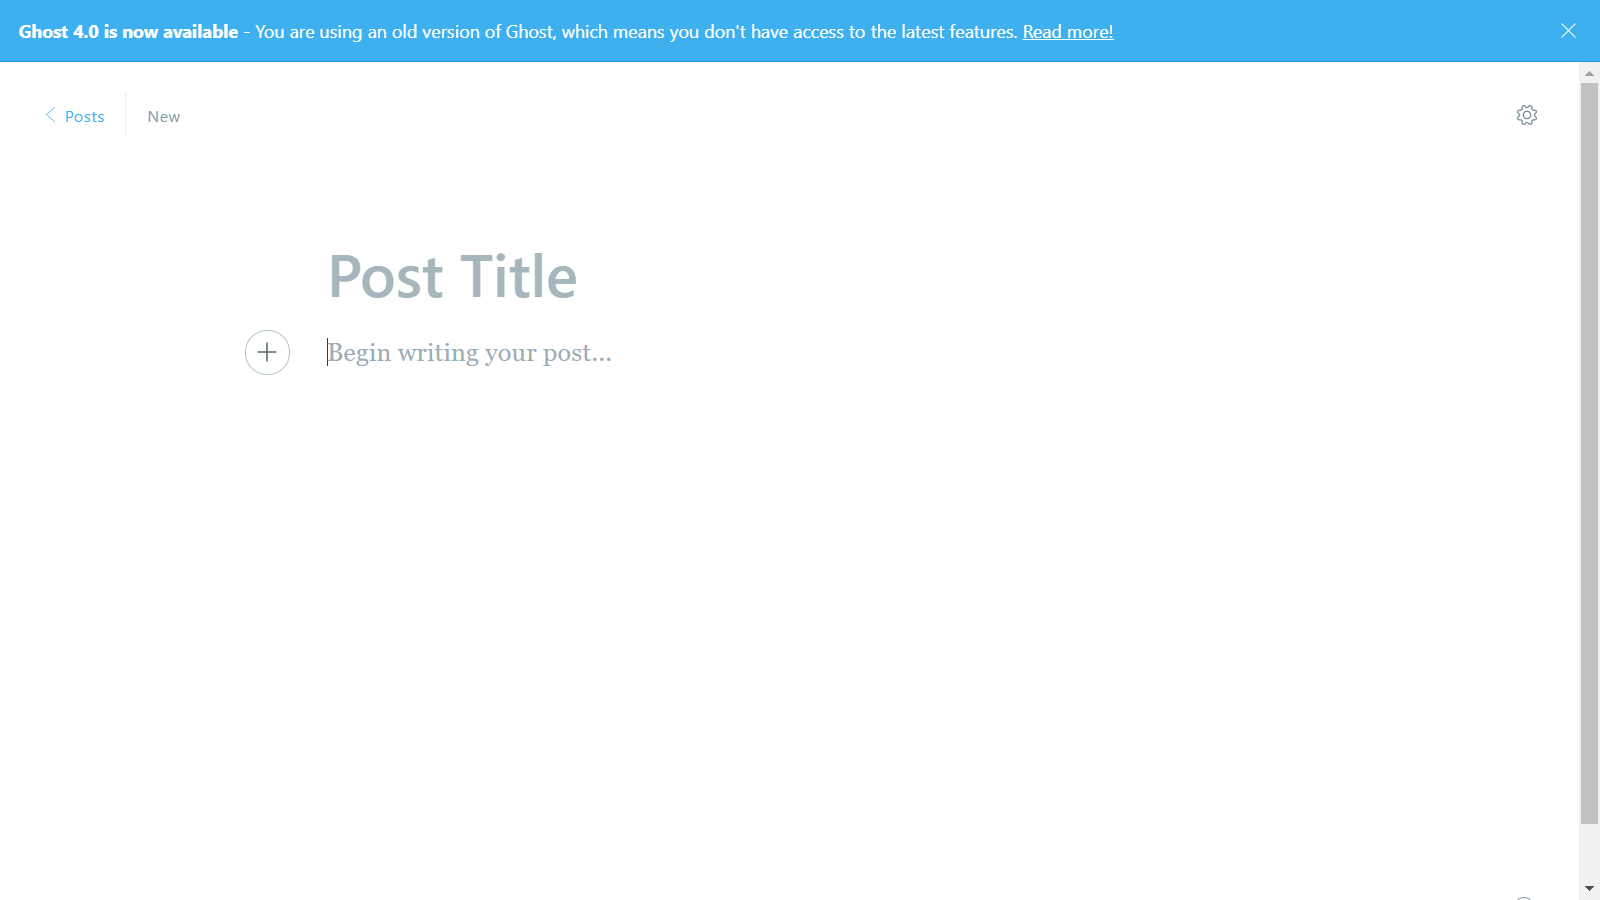 Ghost 4.0 is now available - You are using an old version of Ghost, which means you don't have access to the latest features. Read more!
Posts
New
Post Title
Begin writing your post...